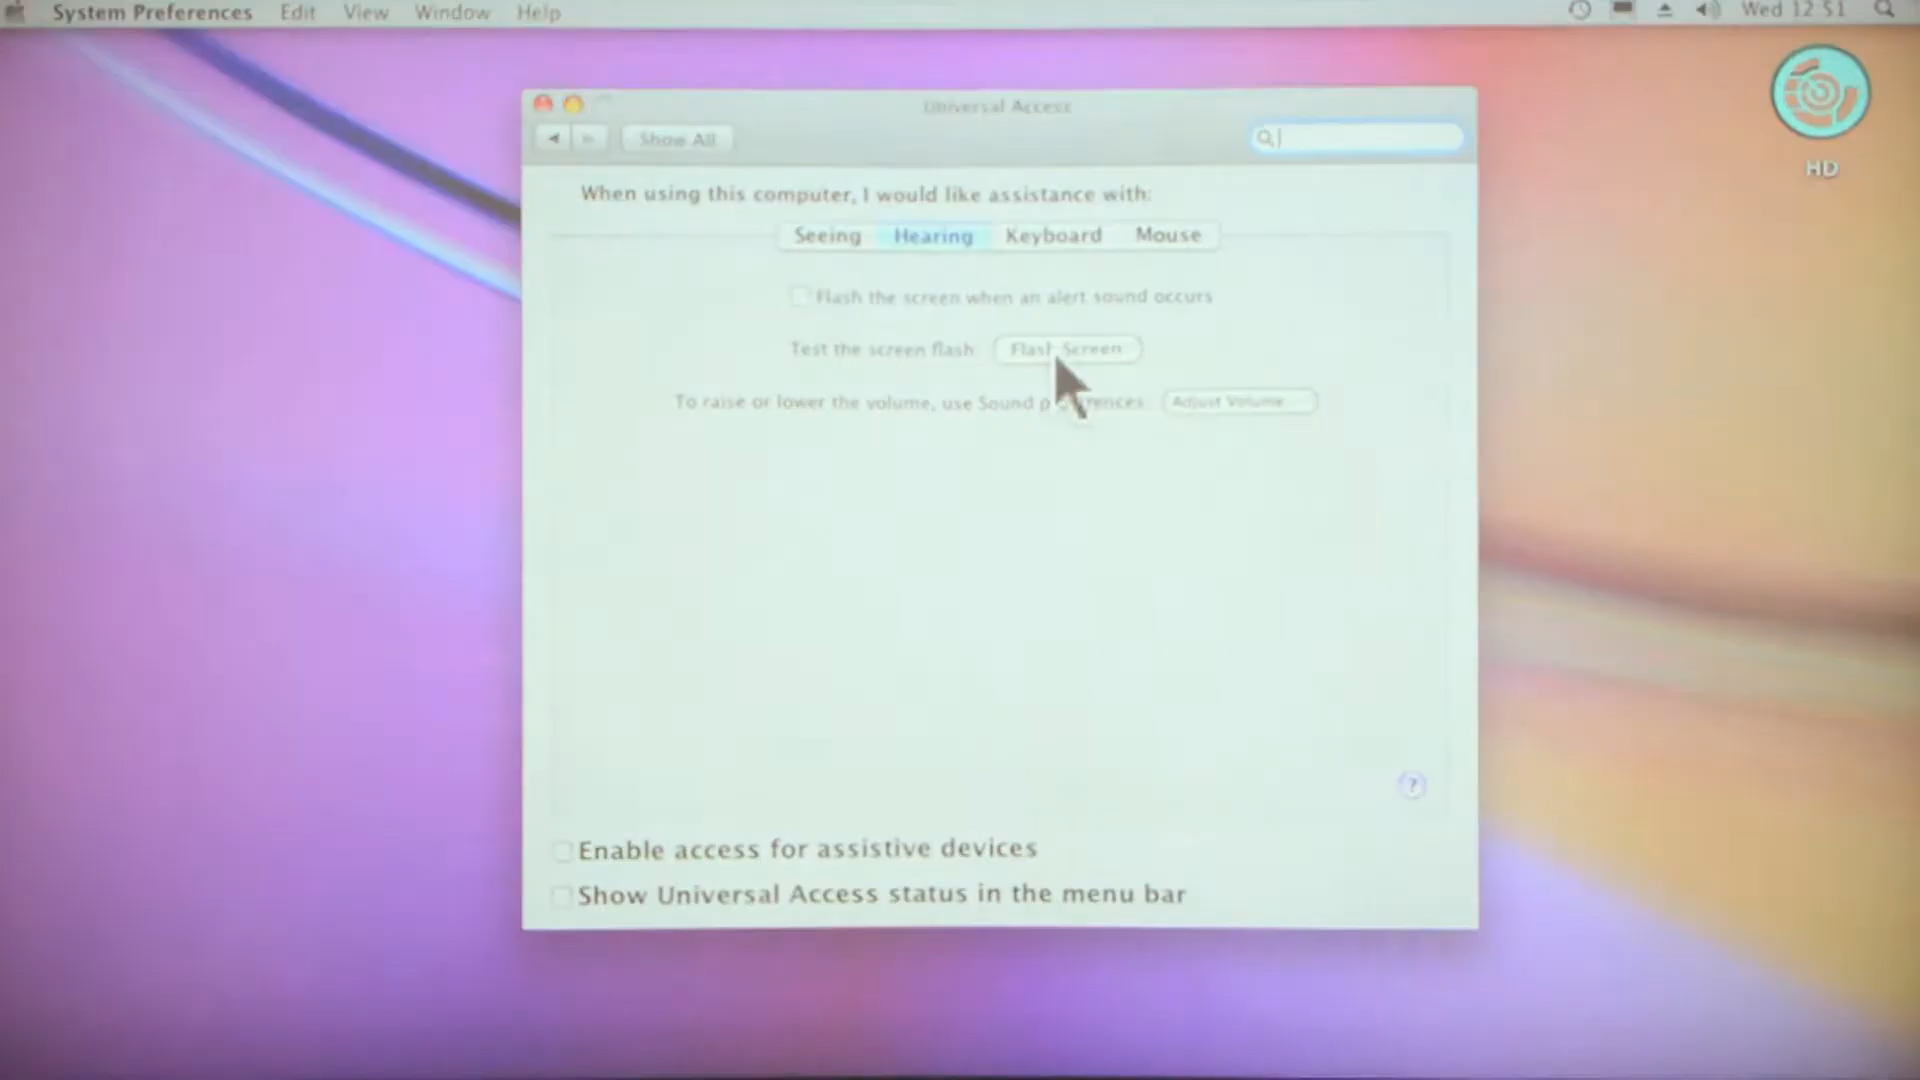 System Preferences Edit View Window Help Wed 12 51
Universal Access
Show All
HD
When using this computer, I would like assistance with:
Seeing Hearing Keyboard Mouse
Flash the screen when an alert sound occurs
Test the screen flash Flash Screen
To raise or lower the volume, use Sound preferences Adjust Volume
?
Enable access for assistive devices
Show Universal Access status in the menu bar